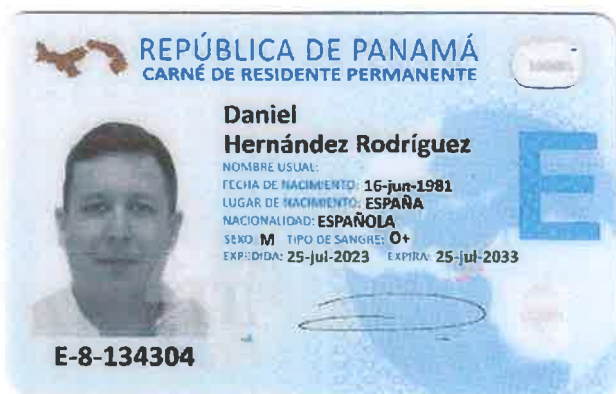 REPÚBLICA DE PANAMÁ
CARNÉ DE RESIDENTE PERMANENTE
Daniel
Hernández Rodríguez
NOMBRE USUAL:
FECHA DE NACIMIENTO: 16-jun-1981
LUGAR DE NACIMIENTO: ESPAÑA
NACIONALIDAD: ESPAÑOLA
SEXO M TIPO DE SANGRE: O+
EXPEDIDA: 25-jul-2023 EXPIRA: 25-jul-2033
E
E-8-134304